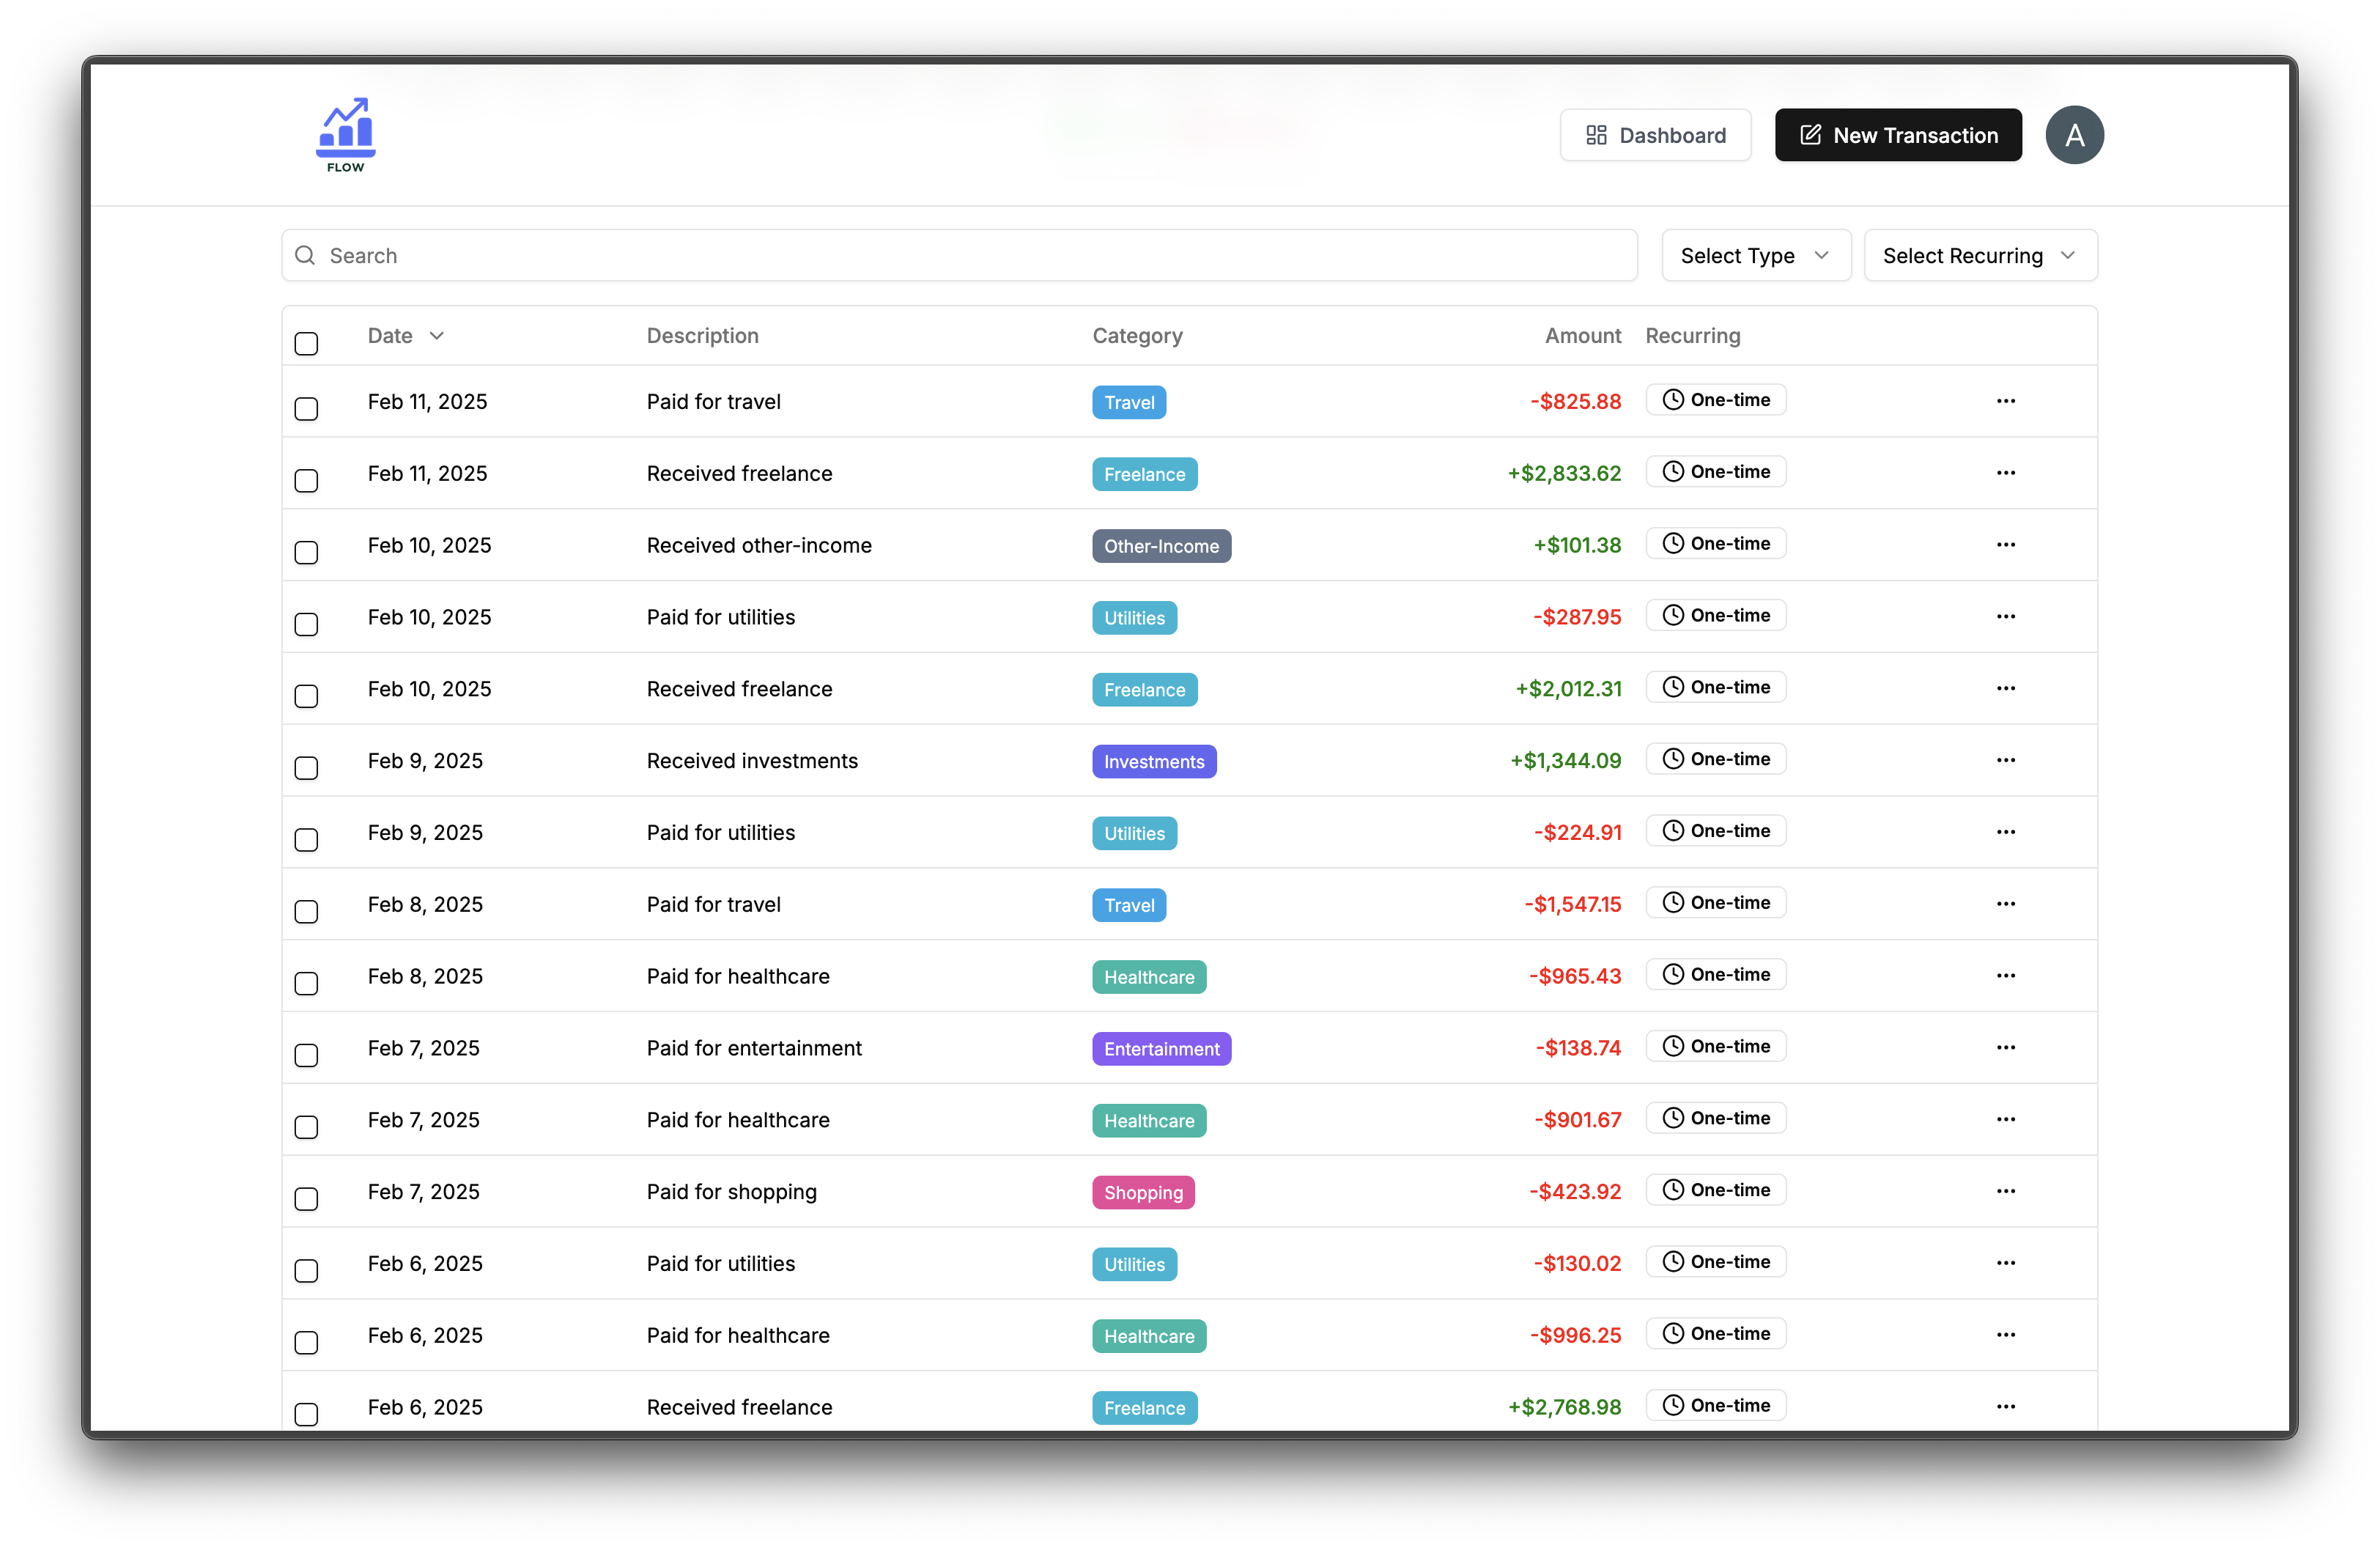 FLOW
Dashboard New Transaction A
Search Select Type Select Recurring
Date Description Category Amount Recurring
Feb 11, 2025 Paid for travel Travel -$825.88 One-time
Feb 11, 2025 Received freelance Freelance +$2,833.62 One-time
Feb 10, 2025 Received other-income Other-Income +$101.38 One-time
Feb 10, 2025 Paid for utilities Utilities -$287.95 One-time
Feb 10, 2025 Received freelance Freelance +$2,012.31 One-time
Feb 9, 2025 Received investments Investments +$1,344.09 One-time
Feb 9, 2025 Paid for utilities Utilities -$224.91 One-time
Feb 8, 2025 Paid for travel Travel -$1,547.15 One-time
Feb 8, 2025 Paid for healthcare Healthcare -$965.43 One-time
Feb 7, 2025 Paid for entertainment Entertainment -$138.74 One-time
Feb 7, 2025 Paid for healthcare Healthcare -$901.67 One-time
Feb 7, 2025 Paid for shopping Shopping -$423.92 One-time
Feb 6, 2025 Paid for utilities Utilities -$130.02 One-time
Feb 6, 2025 Paid for healthcare Healthcare -$996.25 One-time
Feb 6, 2025 Received freelance Freelance +$2,768.98 One-time